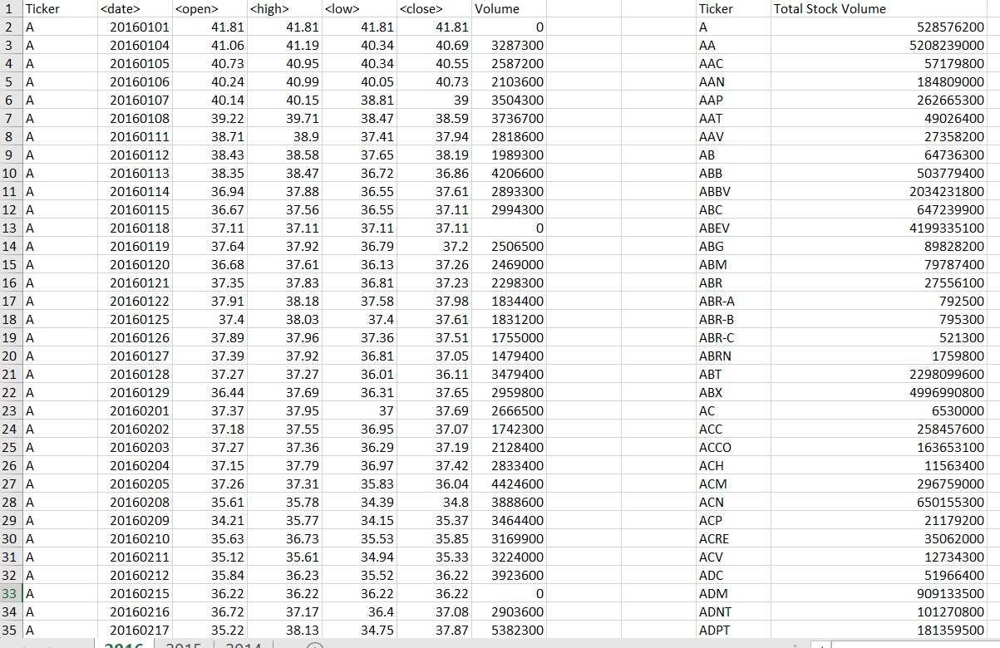 1 Ticker <date> <open> <high> <low> <close> Volume Ticker Total Stock Volume
2 A 20160101 41.81 41.81 41.81 41.81 0 A 528576200
3 A 20160104 41.06 41.19 40.34 40.69 3287300 AA 5208239000
4 A 20160105 40.73 40.95 40.34 40.55 2587200 AAC 57179800
5 A 20160106 40.24 40.99 40.05 40.73 2103600 AAN 184809000
6 A 20160107 40.14 40.15 38.81 39 3504300 AAP 262665300
7 A 20160108 39.22 39.71 38.47 38.59 3736700 AAT 49026400
8 A 20160111 38.71 38.9 37.41 37.94 2818600 AAV 27358200
9 A 20160112 38.43 38.58 37.65 38.19 1989300 AB 64736300
10 A 20160113 38.35 38.47 36.72 36.86 4206600 ABB 503779400
11 A 20160114 36.94 37.88 36.55 37.61 2893300 ABBV 2034231800
12 A 20160115 36.67 37.56 36.55 37.11 2994300 ABC 647239900
13 A 20160118 37.11 37.11 37.11 37.11 0 ABEV 4199335100
14 A 20160119 37.64 37.92 36.79 37.2 2506500 ABG 89828200
15 A 20160120 36.68 37.61 36.13 37.26 2469000 ABM 79787400
16 A 20160121 37.35 37.83 36.81 37.23 2298300 ABR 27556100
17 A 20160122 37.91 38.18 37.58 37.98 1834400 ABR-A 792500
18 A 20160125 37.4 38.03 37.4 37.61 1831200 ABR-B 795300
19 A 20160126 37.89 37.96 37.36 37.51 1755000 ABR-C 521300
20 A 20160127 37.39 37.92 36.81 37.05 1479400 ABRN 1759800
21 A 20160128 37.27 37.27 36.01 36.11 3479400 ABT 2298099600
22 A 20160129 36.44 37.69 36.31 37.65 2959800 ABX 4996990800
23 A 20160201 37.37 37.95 37 37.69 2666500 AC 6530000
24 A 20160202 37.18 37.55 36.95 37.07 1742300 ACC 258457600
25 A 20160203 37.27 37.36 36.29 37.19 2128400 ACCO 163653100
26 A 20160204 37.15 37.79 36.97 37.42 2833400 ACH 11563400
27 A 20160205 37.26 37.31 35.83 36.04 4424600 ACM 296759000
28 A 20160208 35.61 35.78 34.39 34.8 3888600 ACN 650155300
29 A 20160209 34.21 35.77 34.15 35.37 3464400 ACP 21179200
30 A 20160210 35.63 36.73 35.53 35.85 3169900 ACRE 35062000
31 A 20160211 35.12 35.61 34.94 35.33 3224000 ACV 12734300
32 A 20160212 35.84 36.23 35.52 36.22 3923600 ADC 51966400
33 A 20160215 36.22 36.22 36.22 36.22 0 ADM 909133500
34 A 20160216 36.72 37.17 36.4 37.08 2903600 ADNT 101270800
35 A 20160217 35.22 38.13 34.75 37.87 5382300 ADPT 181359500
2016 2015 2014